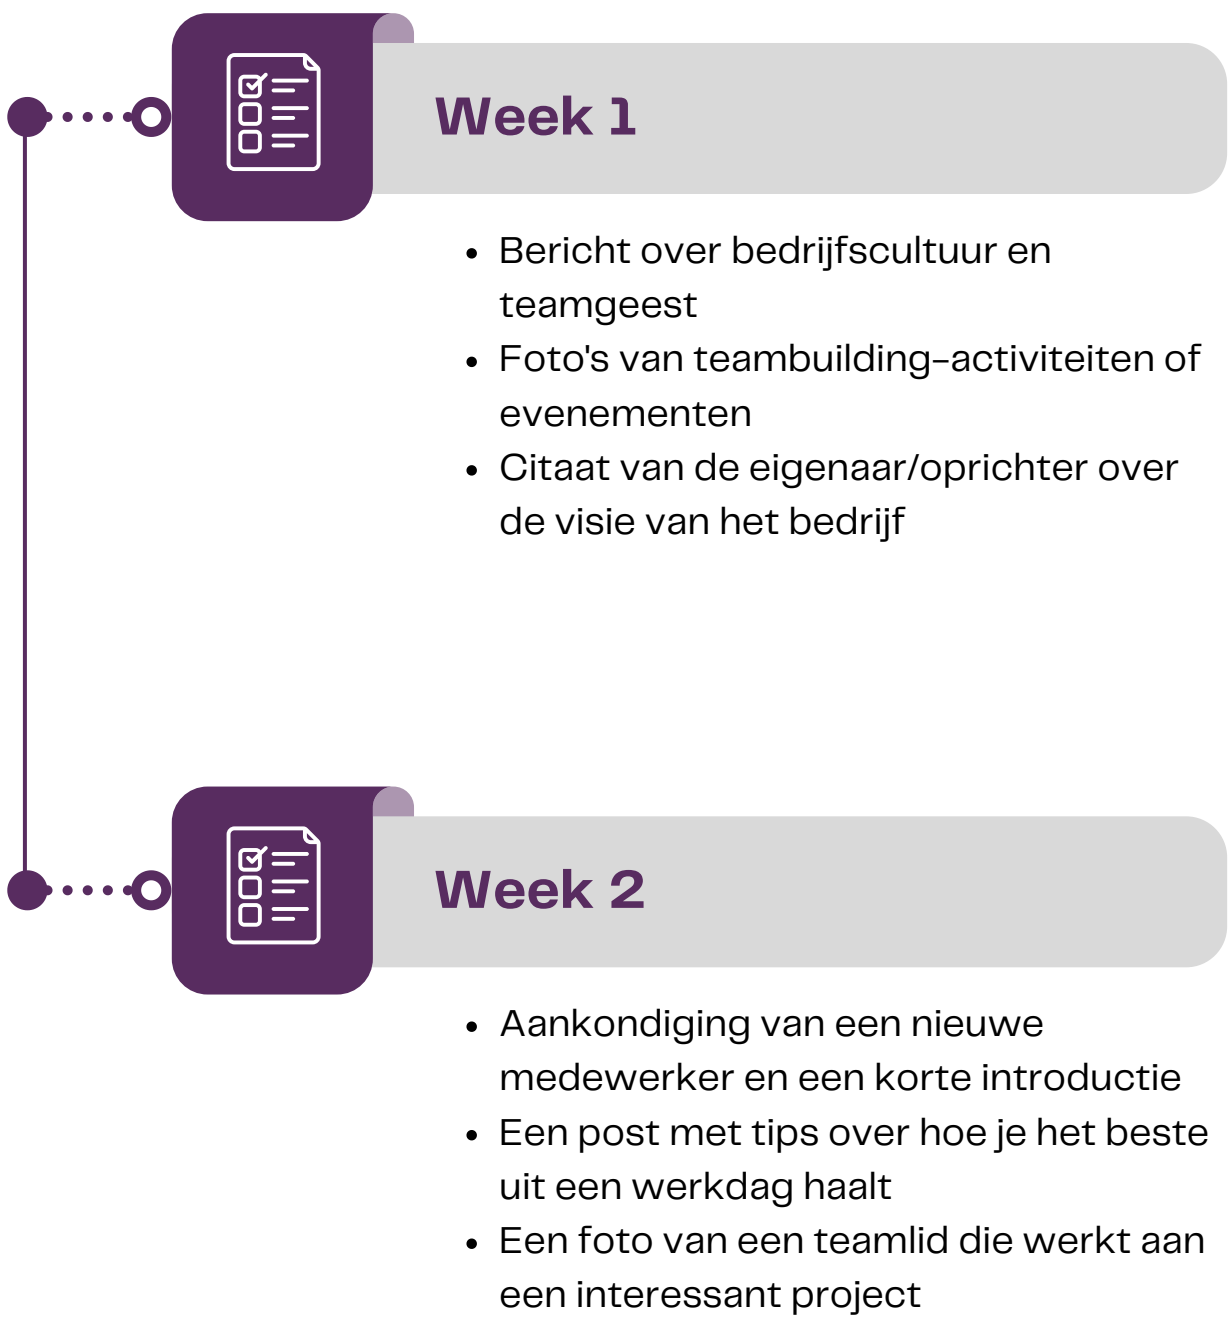 Week 1
• Bericht over bedrijfscultuur en
teamgeest
• Foto's van teambuilding-activiteiten of
evenementen
• Citaat van de eigenaar/oprichter over
de visie van het bedrijf
Week 2
• Aankondiging van een nieuwe
medewerker en een korte introductie
• Een post met tips over hoe je het beste
uit een werkdag haalt
• Een foto van een teamlid die werkt aan
een interessant project